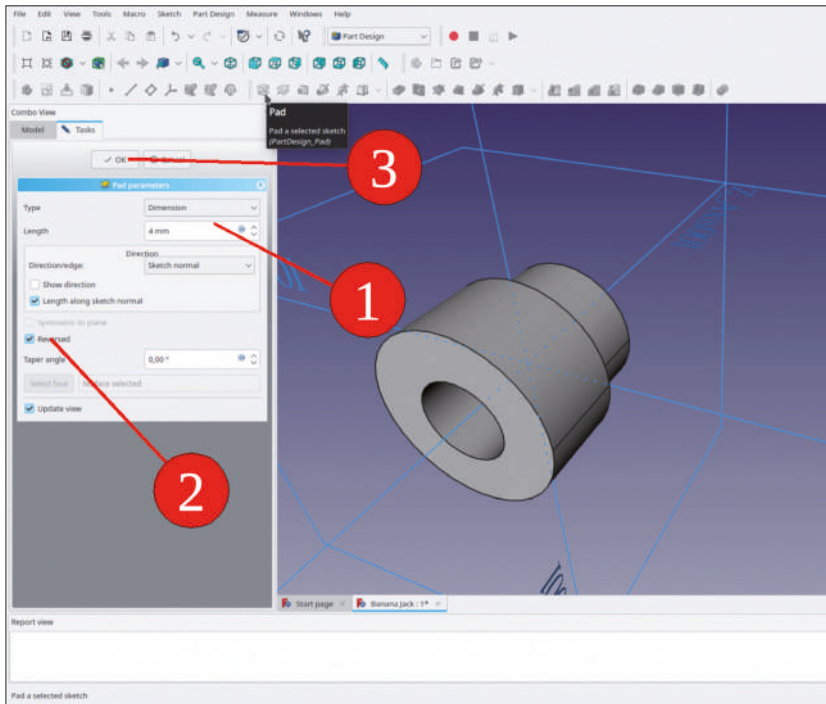 File Edit View Tools Macro Sketch Part Design Measure Windows Help
Part Design
Combo View
Model Tasks
Pad
Pad a selected sketch
(PartDesign_Pad)
OK
3
Pad parameters
Type Dimension
Length 4 mm
Direction
Direction/edge: Sketch normal
1
Show direction
Length along sketch normal
Symmetric to plane
Reversed
Taper angle 0,00 °
Select face No face selected
Update view
2
Start page Banana Jack : 1*
Report view
Pad a selected sketch